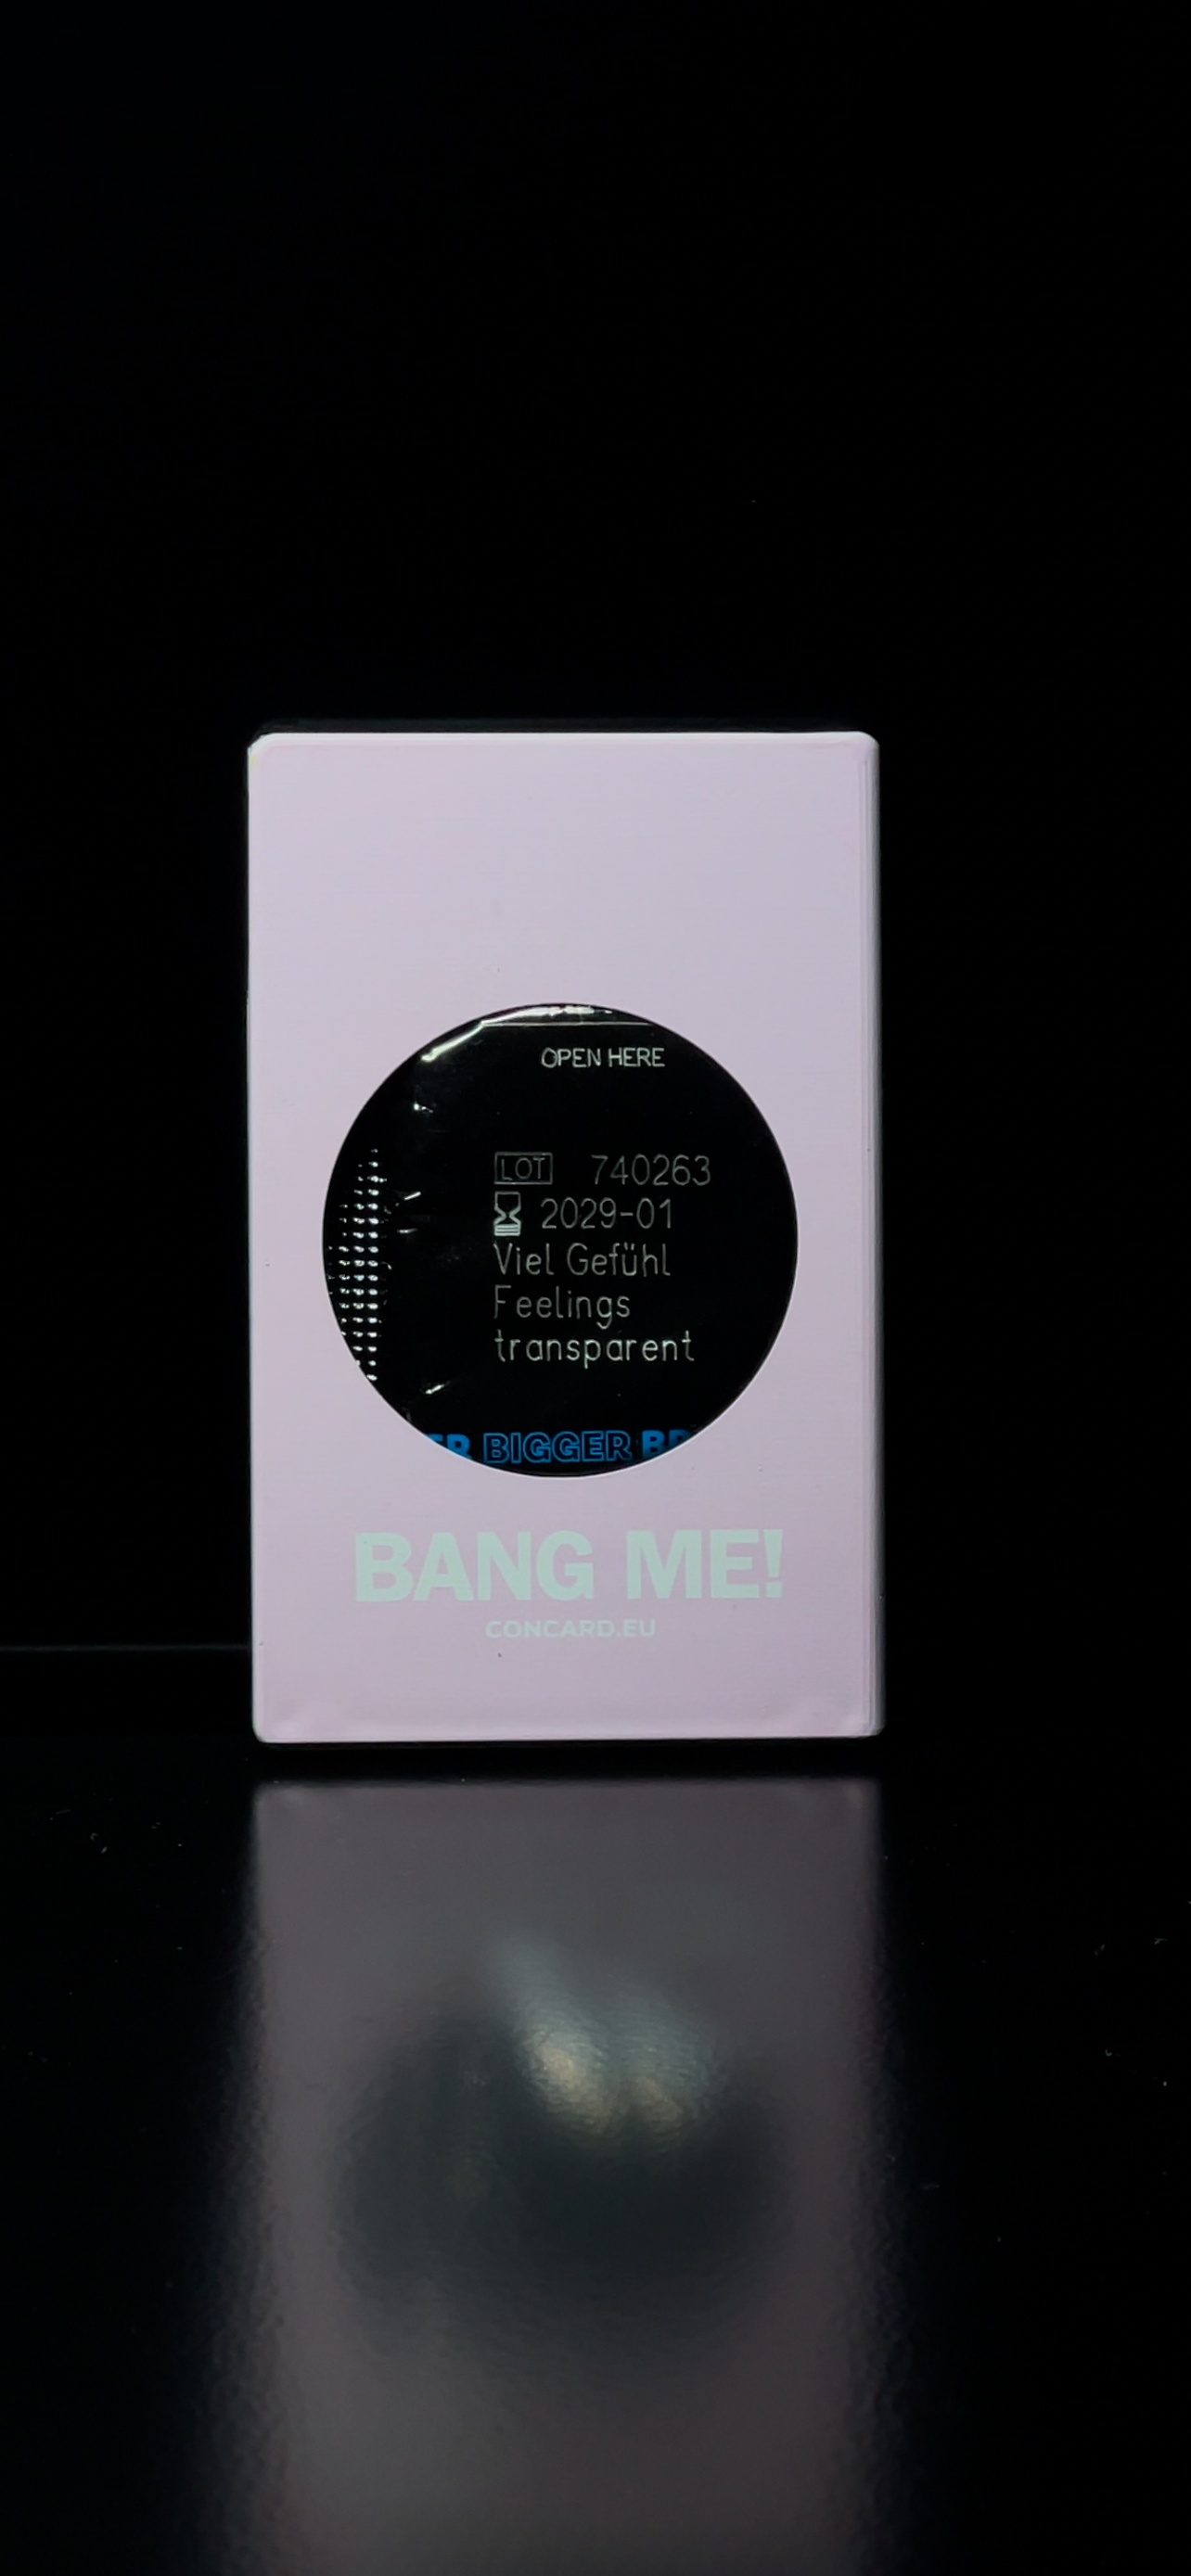 OPEN HERE
LOT 740263
2029-01
Viel Gefühl
Feelings
transparent
BIGGER
BANG ME!
CONCARD.EU